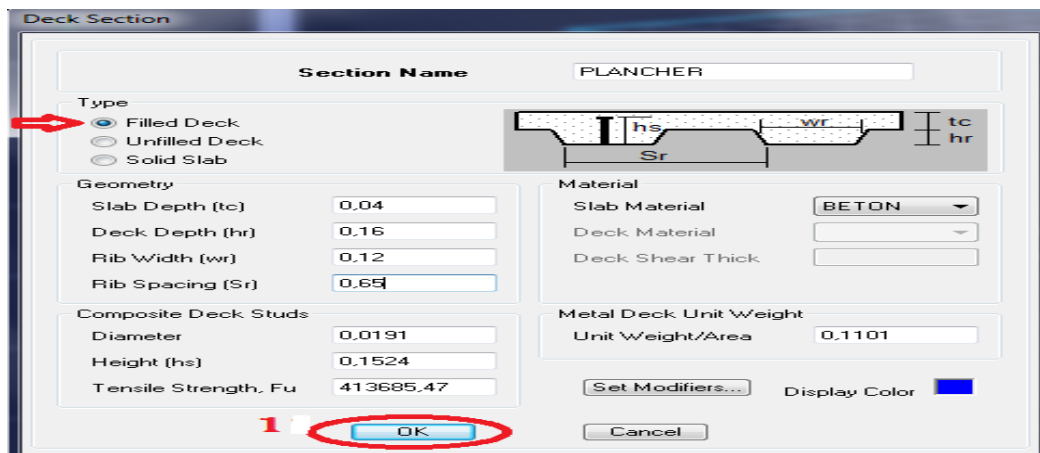 Deck Section
Section Name PLANCHER
Type
Filled Deck
Unfilled Deck
Solid Slab
hs wr tc
hr
Sr
Geometry
Slab Depth (tc) 0,04
Deck Depth (hr) 0,16
Rib Width (wr) 0,12
Rib Spacing (Sr) 0,65
Material
Slab Material BETON
Deck Material
Deck Shear Thick
Composite Deck Studs
Diameter 0,0191
Height (hs) 0,1524
Tensile Strength, Fu 413685,47
Metal Deck Unit Weight
Unit Weight/Area 0,1101
Set Modifiers... Display Color
1 OK Cancel